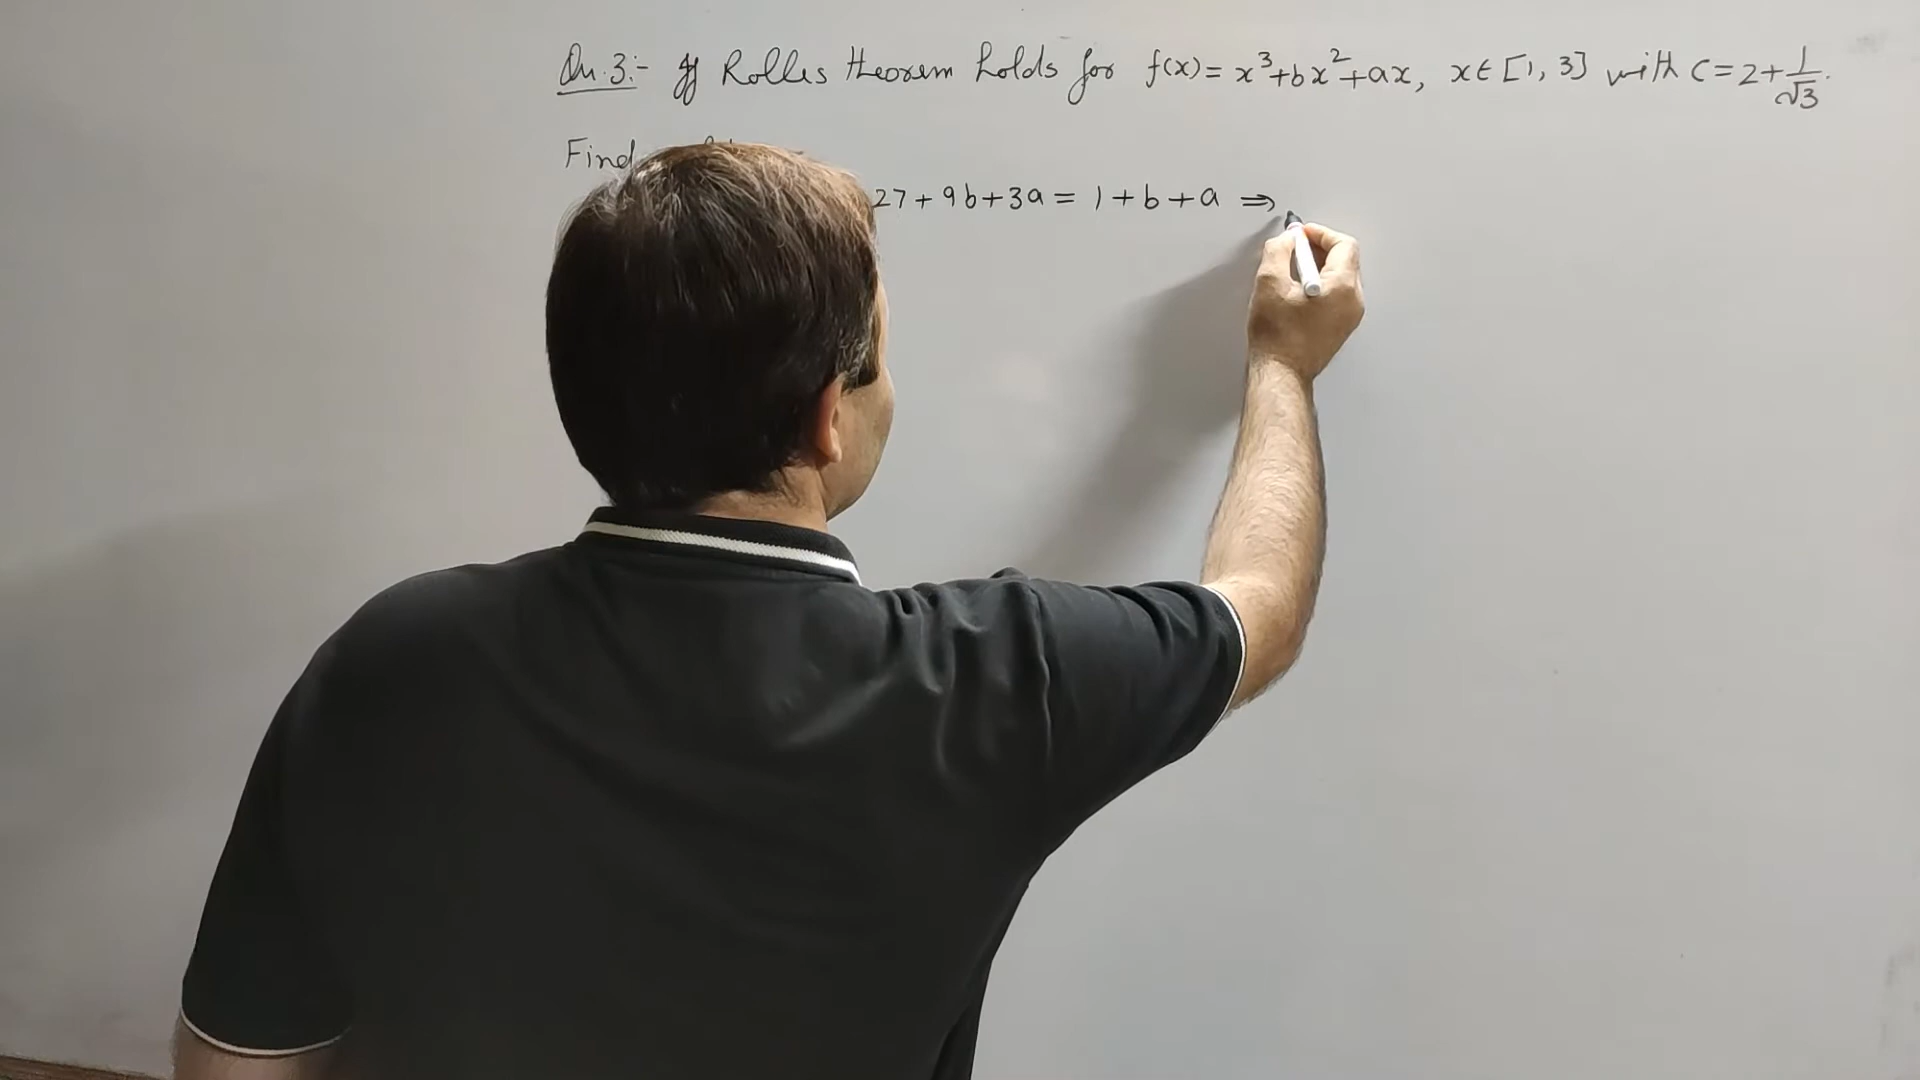 Qn.3:- If Rolles theorem holds for f(x) = x³+bx²+ax, x∈[1, 3] with c = 2+1/√3.
Find
27+9b+3a = 1+b+a ⇒